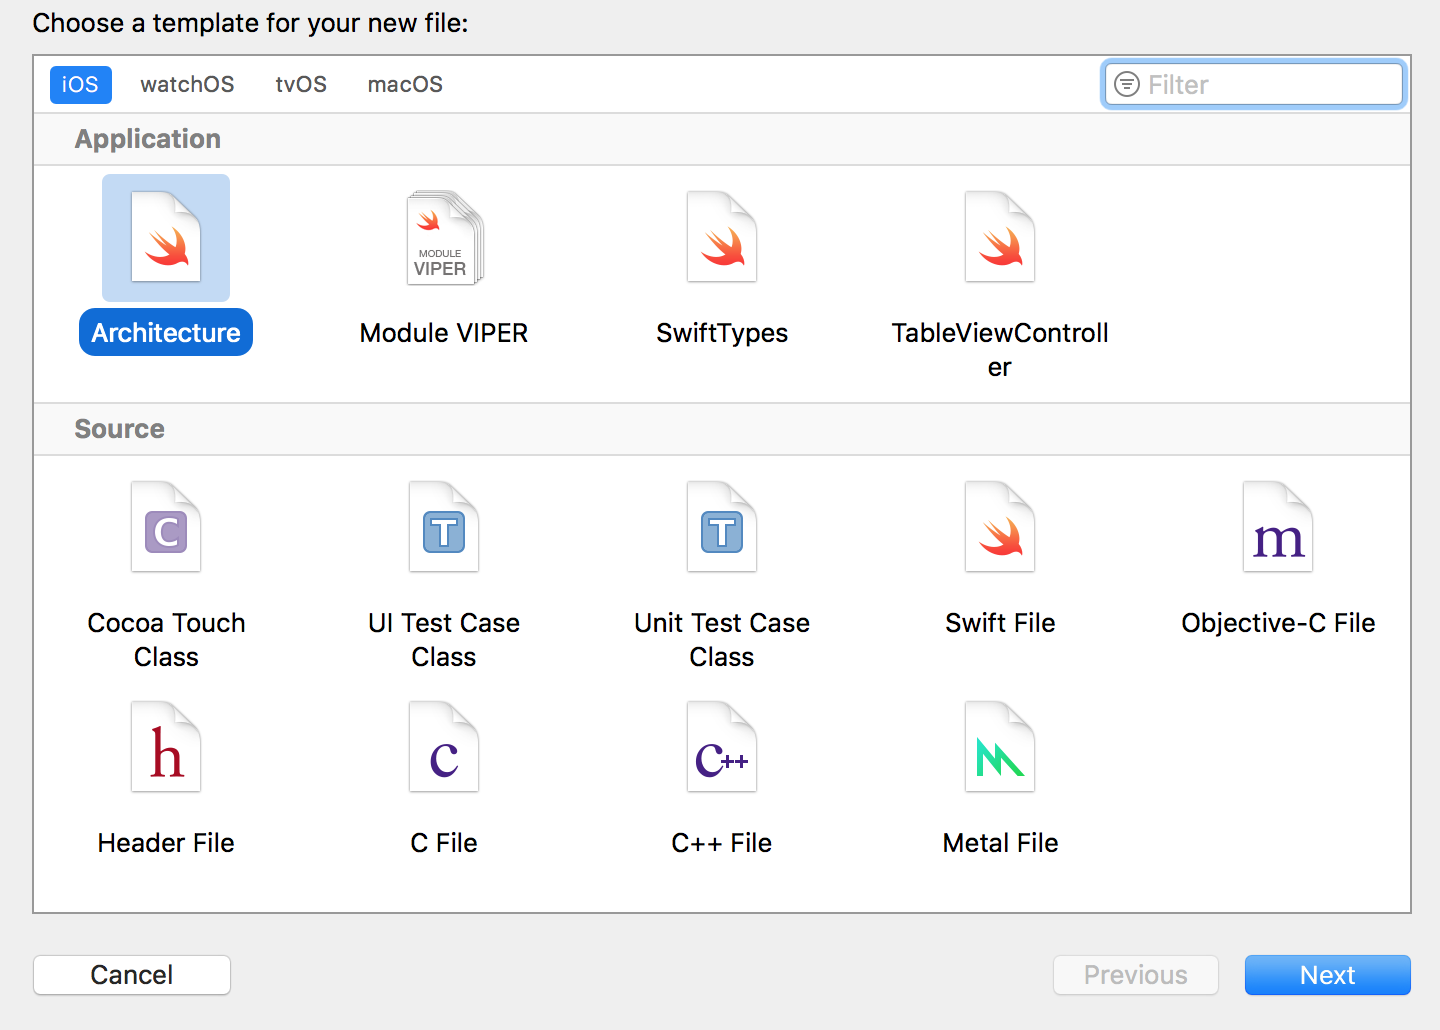 Choose a template for your new file:
iOS watchOS tvOS macOS Filter
Application
MODULE
VIPER
Architecture Module VIPER SwiftTypes TableViewControll
er
Source
C T T m
Cocoa Touch UI Test Case Unit Test Case Swift File Objective-C File
Class Class Class
h c C++
Header File C File C++ File Metal File
Cancel Previous Next